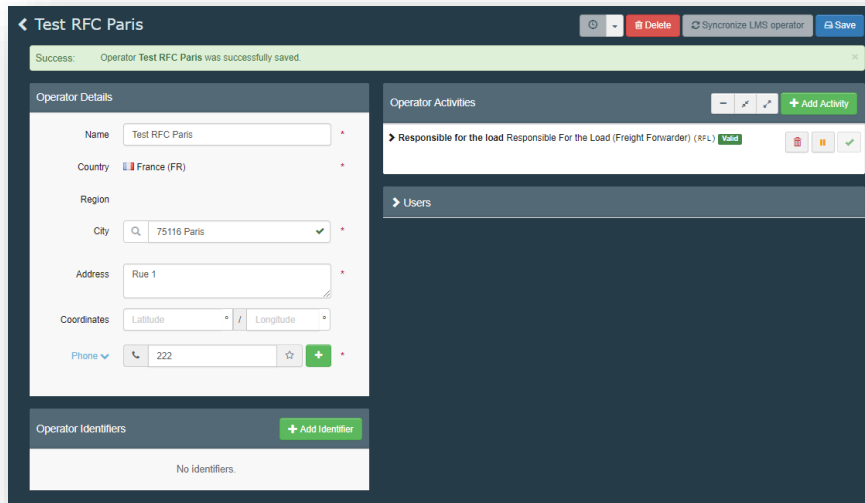 Test RFC Paris
Delete
Syncronize LMS operator
Save
Success: Operator Test RFC Paris was successfully saved.
×
Operator Details
Name Test RFC Paris *
Country France (FR) *
Region
City 75116 Paris *
Address Rue 1 *
Coordinates Latitude ° / Longitude °
Phone 222 *
Operator Identifiers
Add Identifier
No identifiers.
Operator Activities
Add Activity
Responsible for the load Responsible For the Load (Freight Forwarder) (RFL) Valid
Users